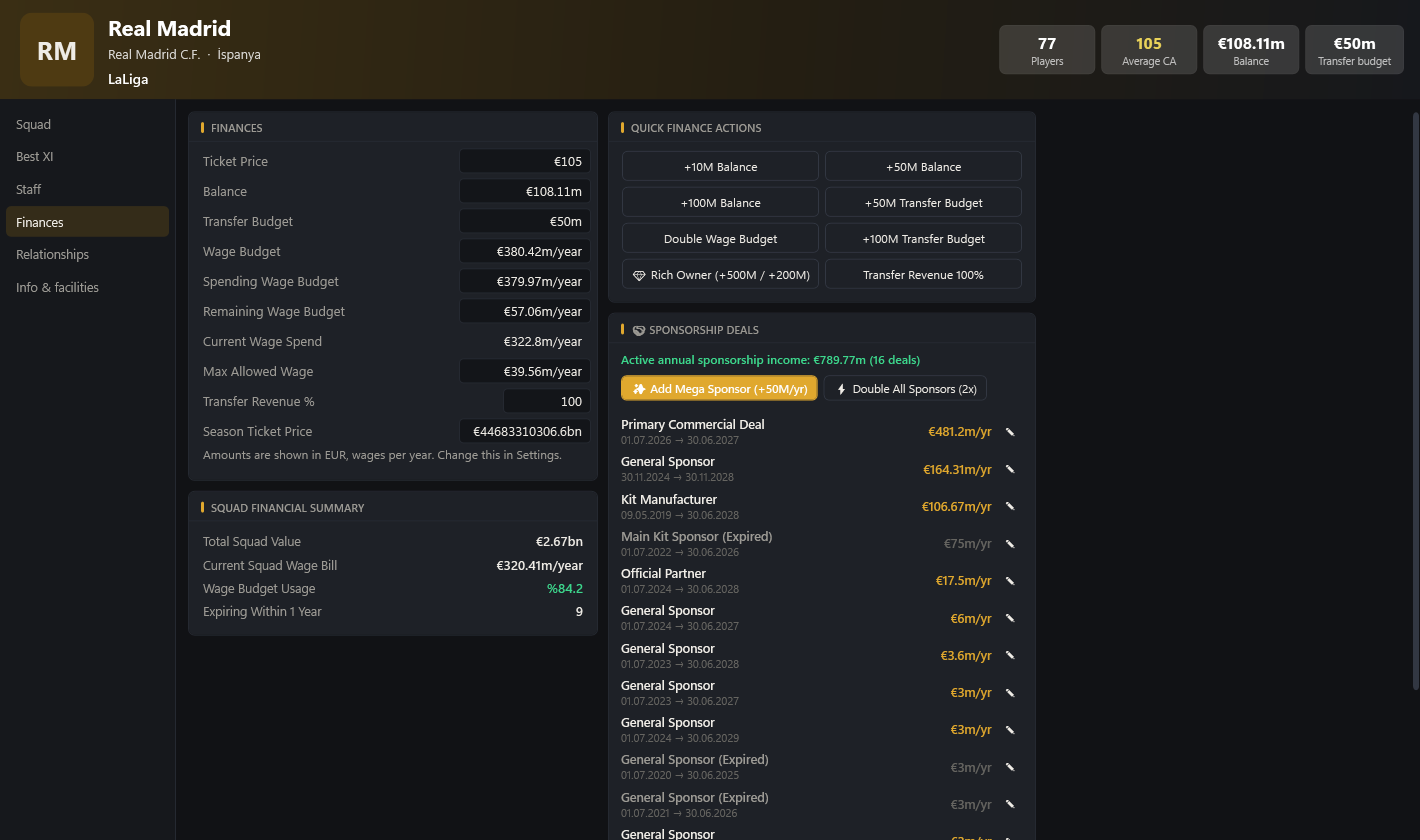 RM
Real Madrid
Real Madrid C.F. · İspanya
LaLiga
77
Players
105
Average CA
€108.11m
Balance
€50m
Transfer budget
Squad
Best XI
Staff
Finances
Relationships
Info & facilities
FINANCES
Ticket Price €105
Balance €108.11m
Transfer Budget €50m
Wage Budget €380.42m/year
Spending Wage Budget €379.97m/year
Remaining Wage Budget €57.06m/year
Current Wage Spend €322.8m/year
Max Allowed Wage €39.56m/year
Transfer Revenue % 100
Season Ticket Price €44683310306.6bn
Amounts are shown in EUR, wages per year. Change this in Settings.
SQUAD FINANCIAL SUMMARY
Total Squad Value €2.67bn
Current Squad Wage Bill €320.41m/year
Wage Budget Usage %84.2
Expiring Within 1 Year 9
QUICK FINANCE ACTIONS
+10M Balance +50M Balance
+100M Balance +50M Transfer Budget
Double Wage Budget +100M Transfer Budget
Rich Owner (+500M / +200M) Transfer Revenue 100%
SPONSORSHIP DEALS
Active annual sponsorship income: €789.77m (16 deals)
Add Mega Sponsor (+50M/yr) Double All Sponsors (2x)
Primary Commercial Deal €481.2m/yr
01.07.2026 → 30.06.2027
General Sponsor €164.31m/yr
30.11.2024 → 30.11.2028
Kit Manufacturer €106.67m/yr
09.05.2019 → 30.06.2028
Main Kit Sponsor (Expired) €75m/yr
01.07.2022 → 30.06.2026
Official Partner €17.5m/yr
01.07.2024 → 30.06.2028
General Sponsor €6m/yr
01.07.2024 → 30.06.2027
General Sponsor €3.6m/yr
01.07.2023 → 30.06.2028
General Sponsor €3m/yr
01.07.2023 → 30.06.2027
General Sponsor €3m/yr
01.07.2024 → 30.06.2029
General Sponsor (Expired) €3m/yr
01.07.2020 → 30.06.2025
General Sponsor (Expired) €3m/yr
01.07.2021 → 30.06.2026
General Sponsor